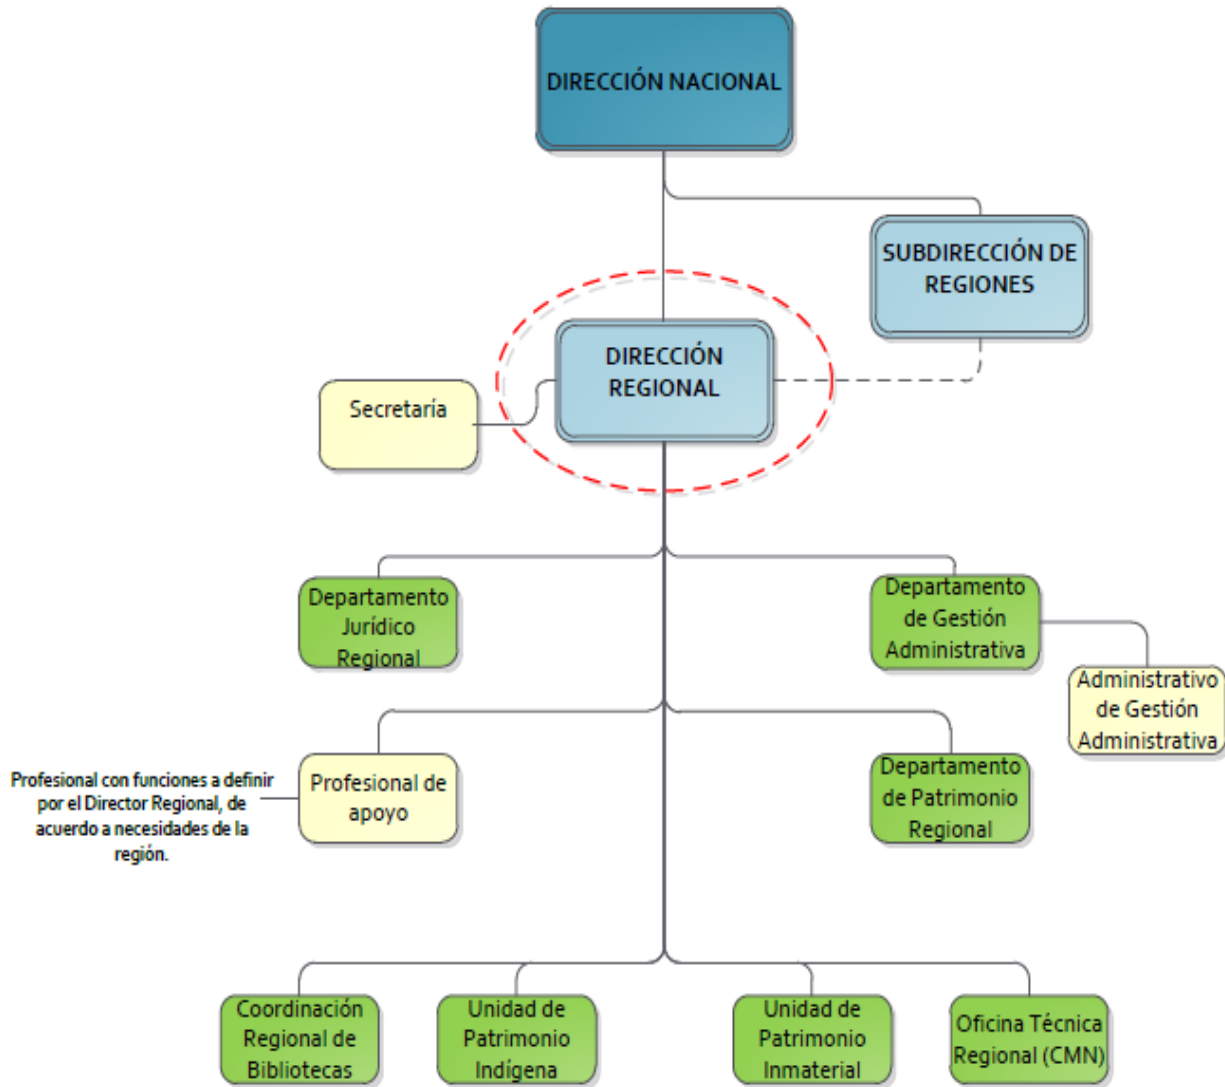 DIRECCIÓN NACIONAL
SUBDIRECCIÓN DE
REGIONES
DIRECCIÓN
REGIONAL
Secretaría
Departamento
Jurídico
Regional
Departamento
de Gestión
Administrativa
Administrativo
de Gestión
Administrativa
Profesional con funciones a definir
por el Director Regional, de
acuerdo a necesidades de la
región.
Profesional de
apoyo
Departamento
de Patrimonio
Regional
Coordinación
Regional de
Bibliotecas
Unidad de
Patrimonio
Indígena
Unidad de
Patrimonio
Inmaterial
Oficina Técnica
Regional (CMN)